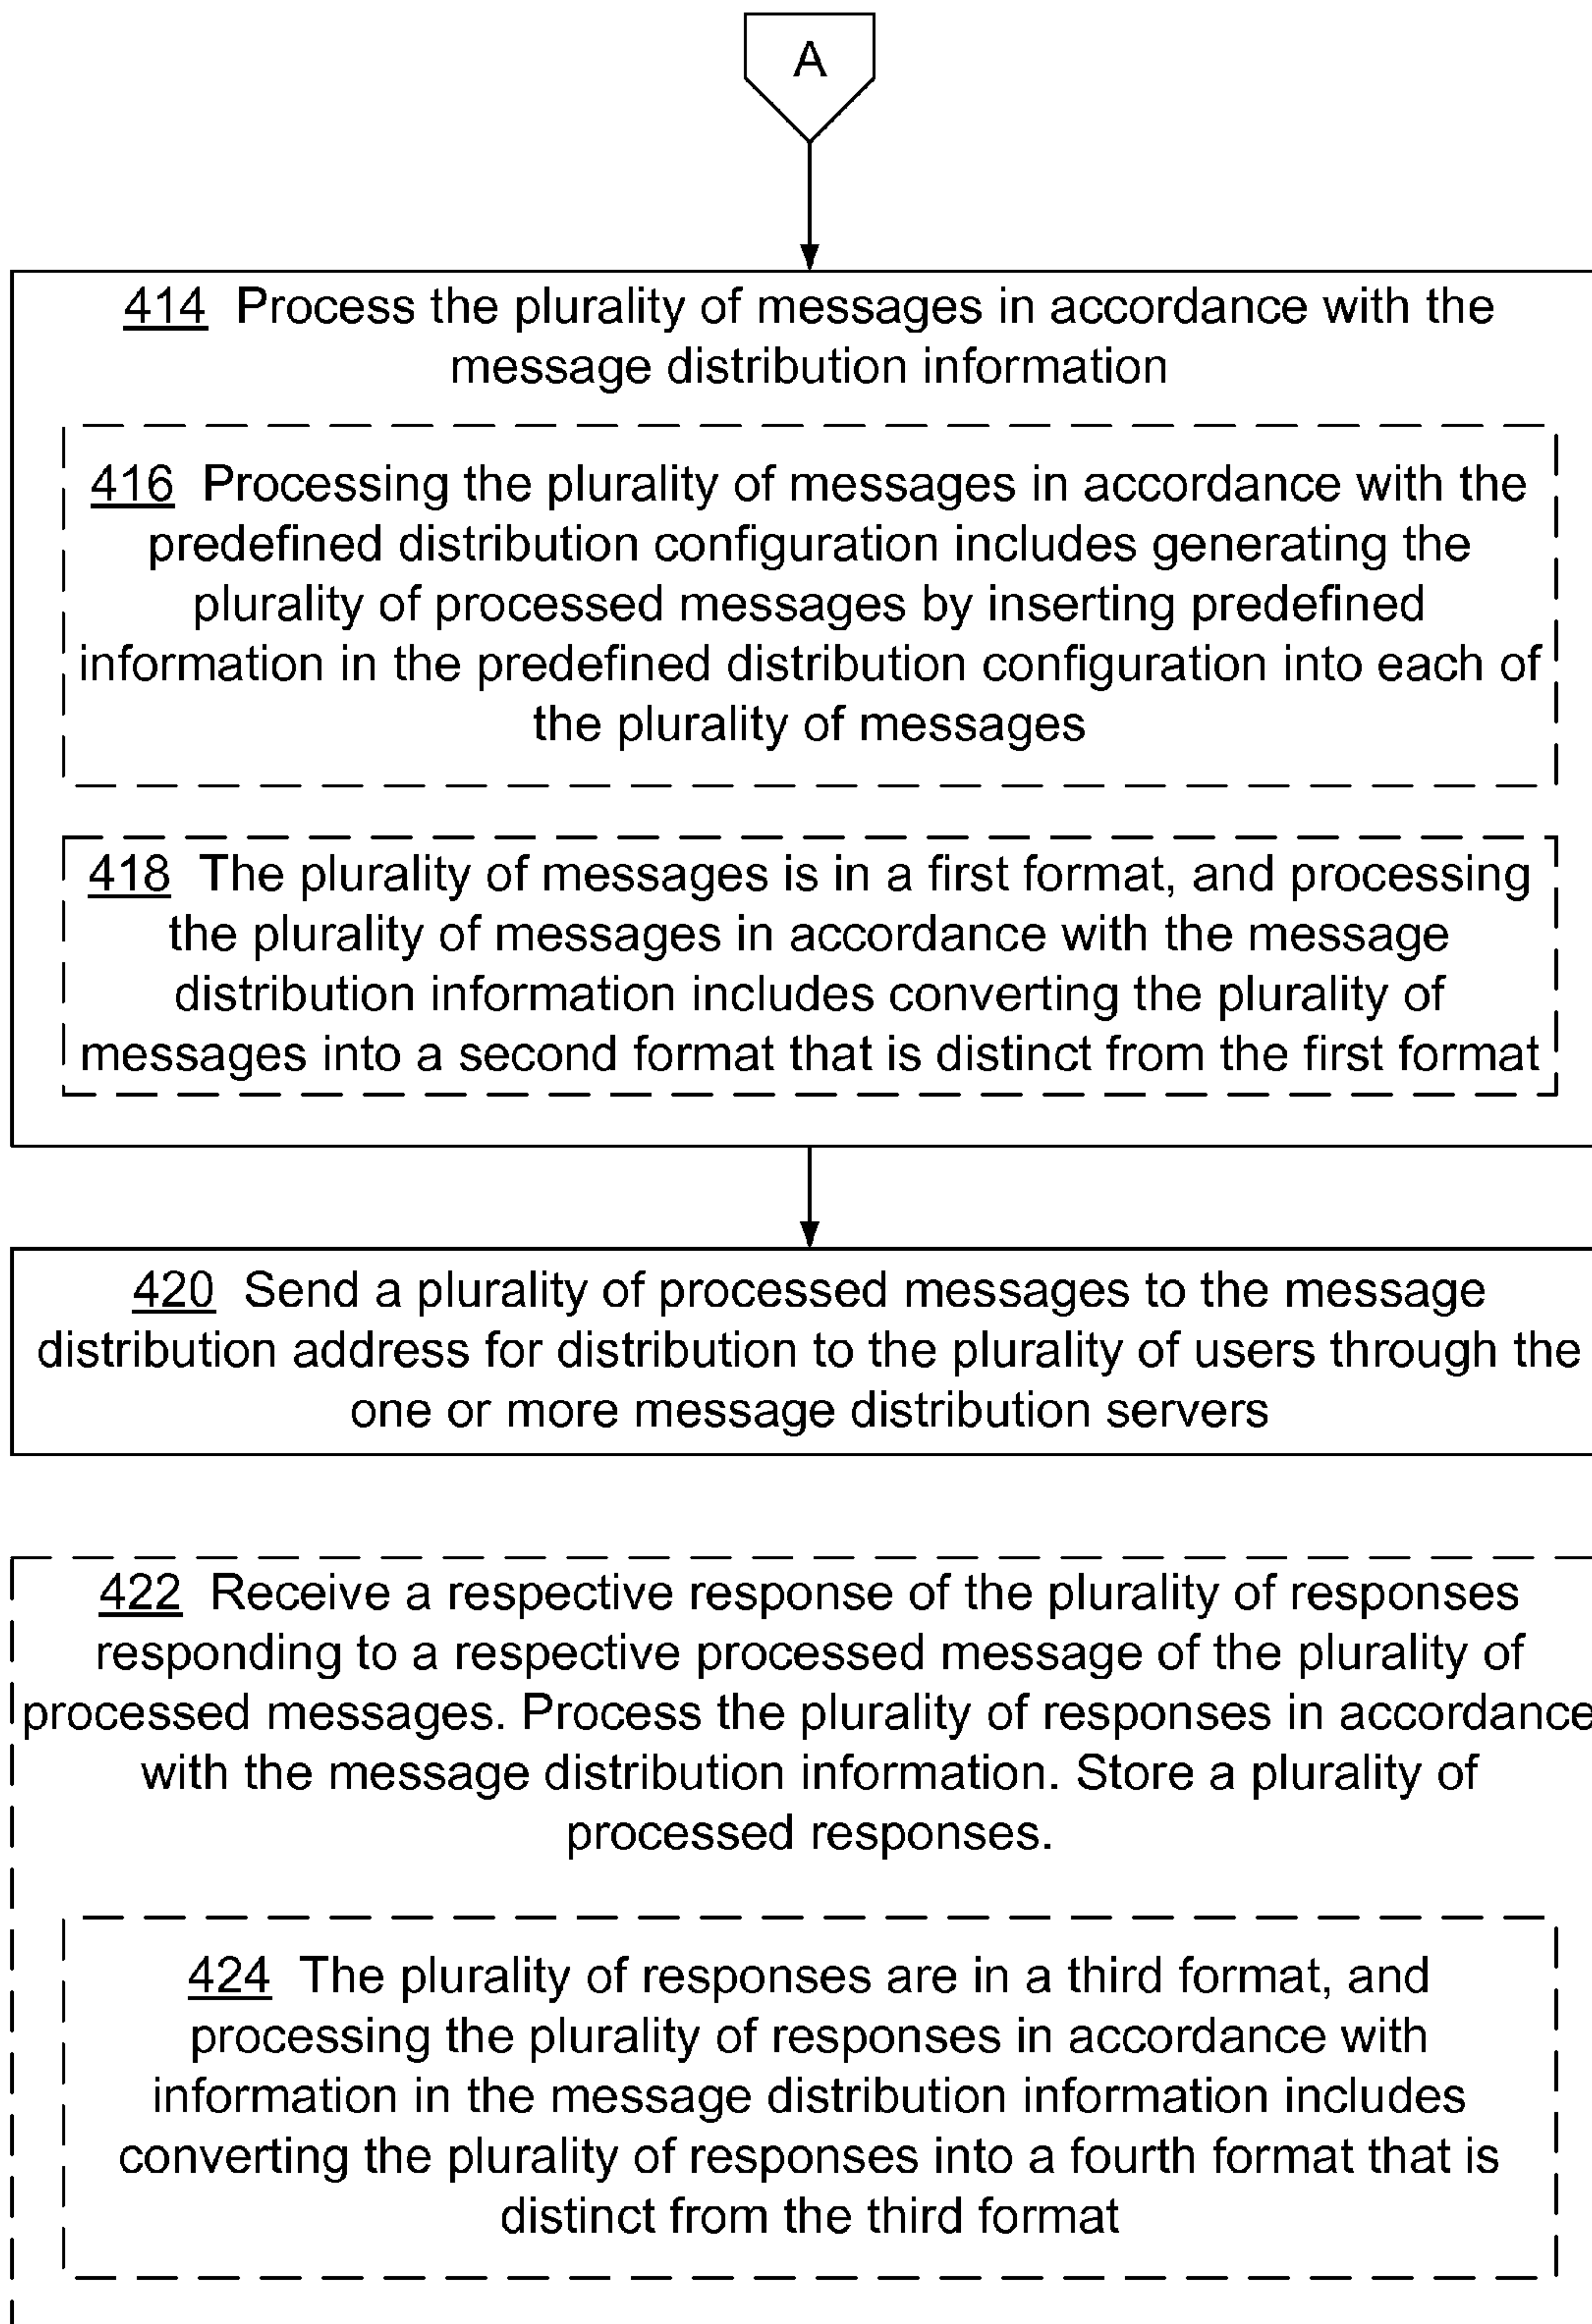 A
414 Process the plurality of messages in accordance with the
message distribution information
416 Processing the plurality of messages in accordance with the
predefined distribution configuration includes generating the
plurality of processed messages by inserting predefined
information in the predefined distribution configuration into each of
the plurality of messages
418 The plurality of messages is in a first format, and processing
the plurality of messages in accordance with the message
distribution information includes converting the plurality of
messages into a second format that is distinct from the first format
420 Send a plurality of processed messages to the message
distribution address for distribution to the plurality of users through the
one or more message distribution servers
422 Receive a respective response of the plurality of responses
responding to a respective processed message of the plurality of
processed messages. Process the plurality of responses in accordance
with the message distribution information. Store a plurality of
processed responses.
424 The plurality of responses are in a third format, and
processing the plurality of responses in accordance with
information in the message distribution information includes
converting the plurality of responses into a fourth format that is
distinct from the third format